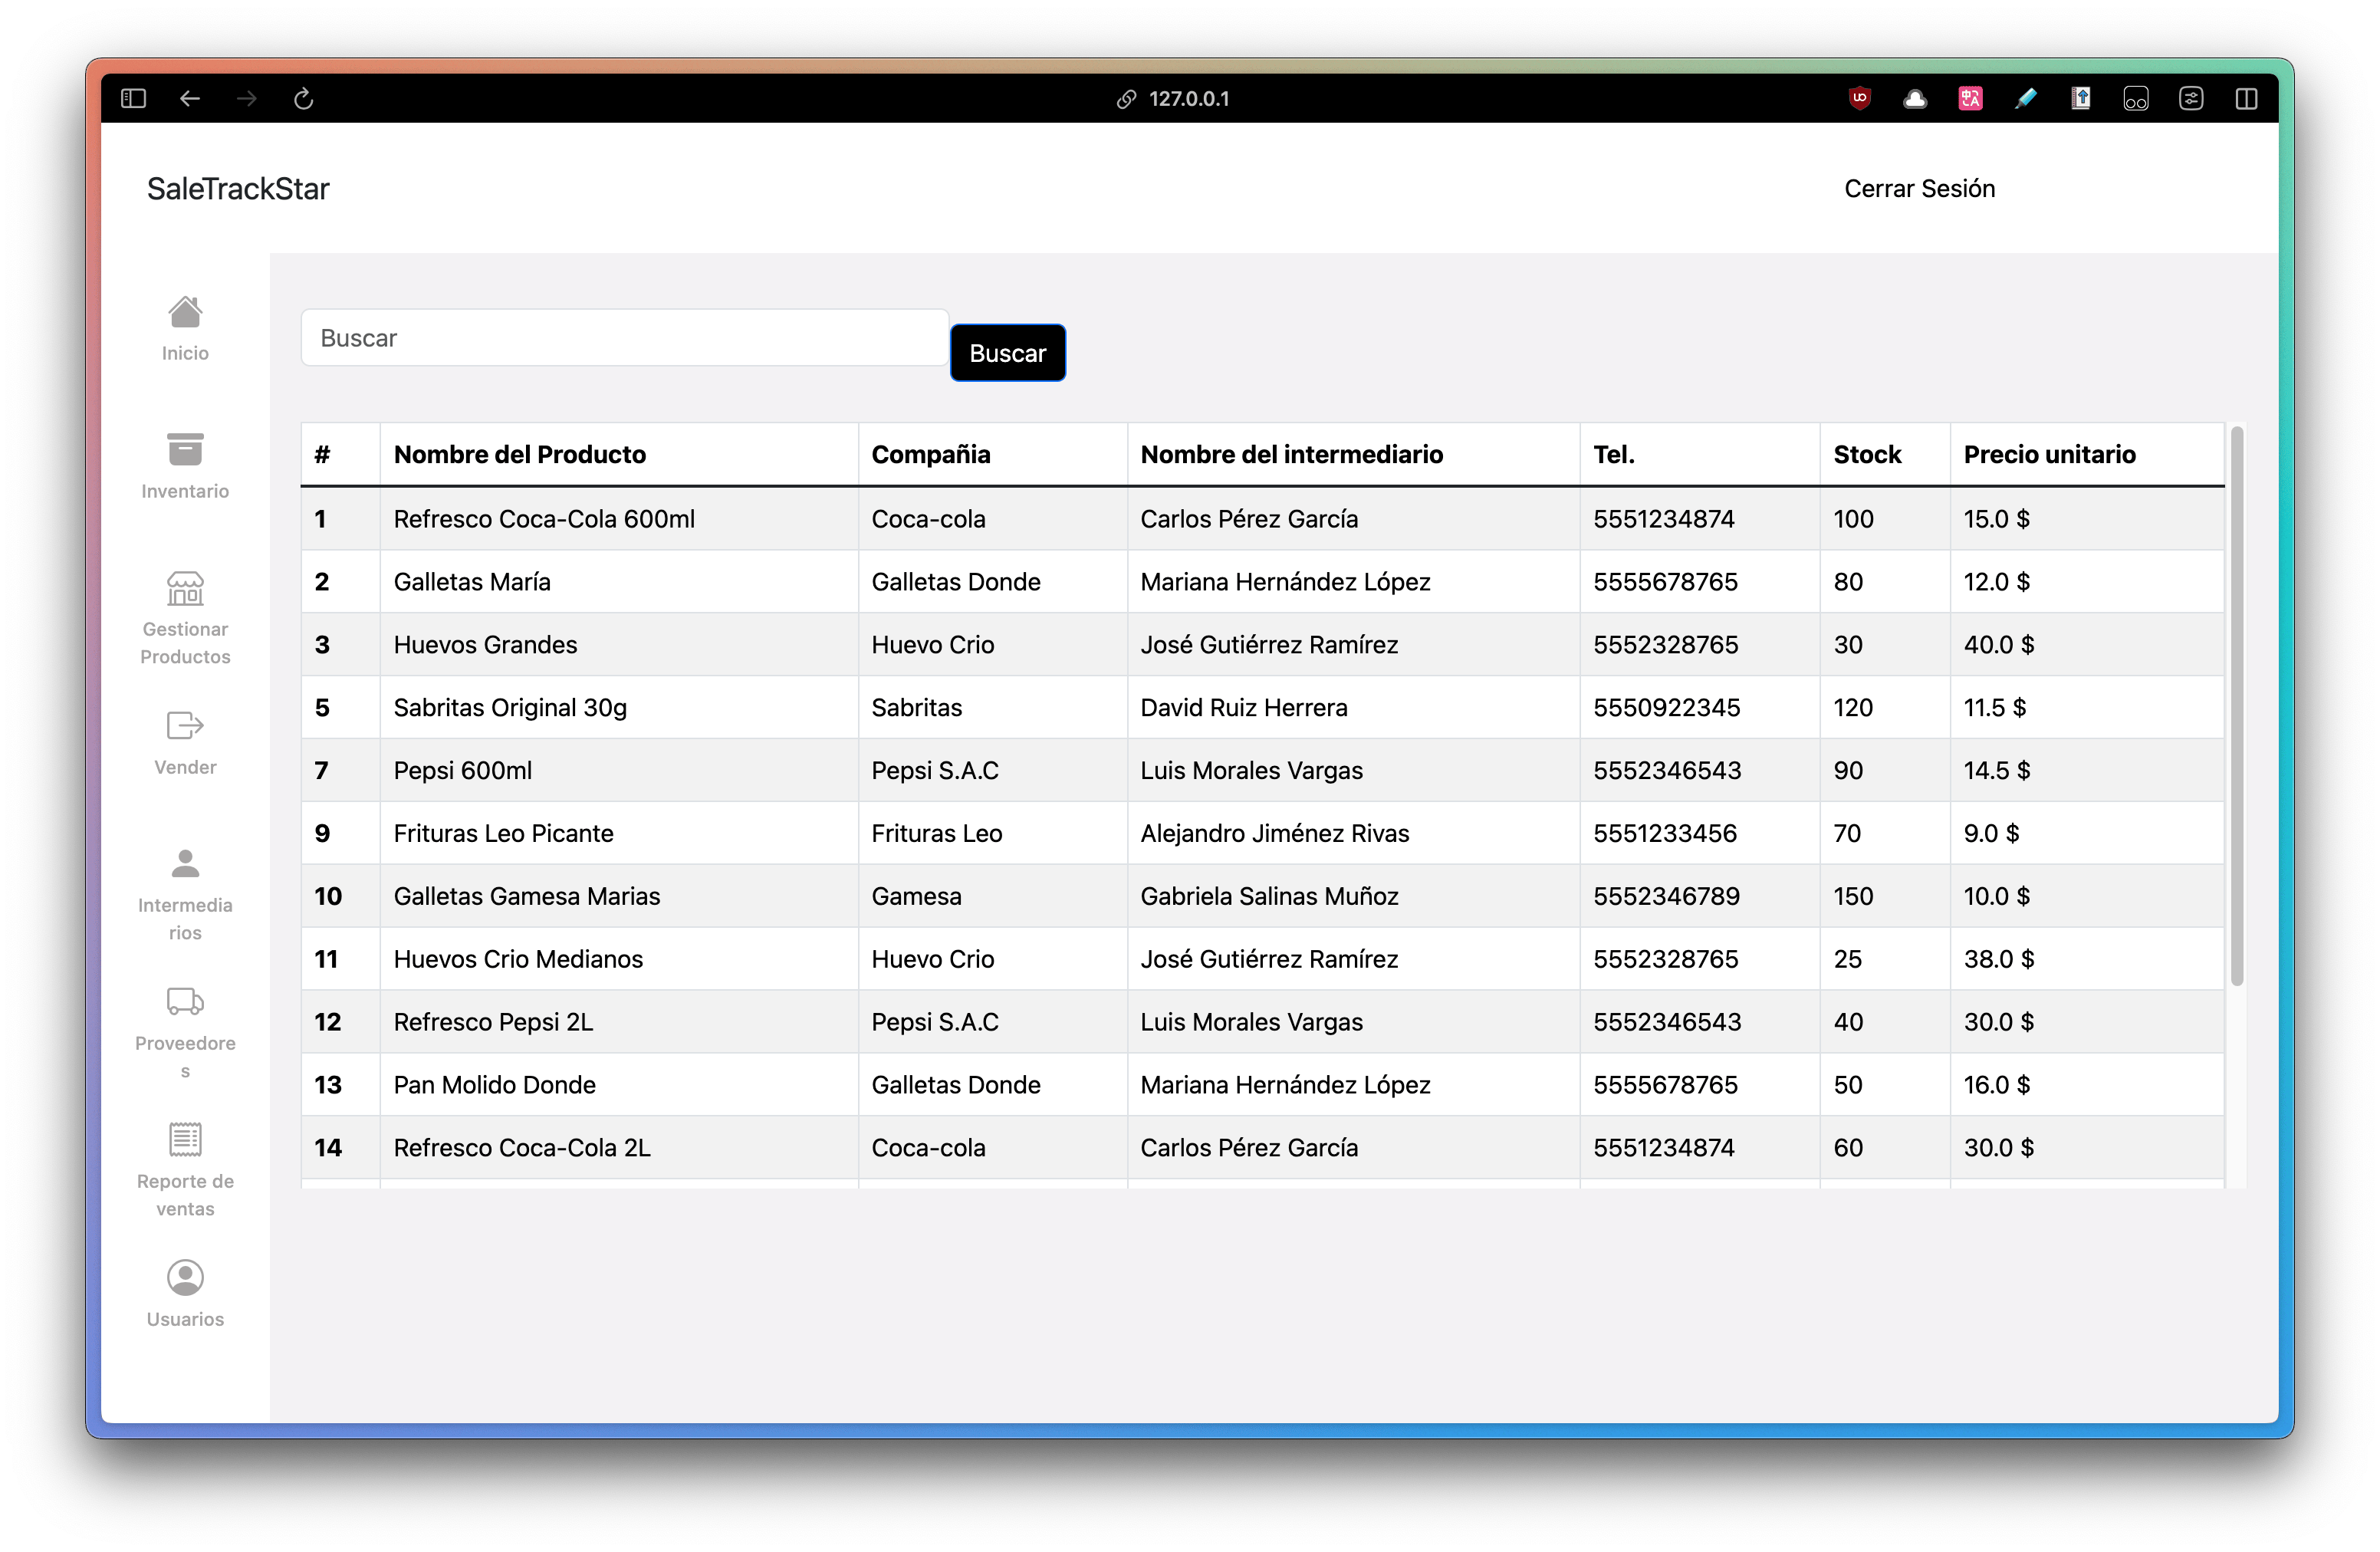 127.0.0.1
SaleTrackStar
Cerrar Sesión
Inicio
Inventario
Gestionar
Productos
Vender
Intermedia
rios
Proveedore
s
Reporte de
ventas
Usuarios
Buscar
Buscar
# Nombre del Producto Compañia Nombre del intermediario Tel. Stock Precio unitario
1 Refresco Coca-Cola 600ml Coca-cola Carlos Pérez García 5551234874 100 15.0 $
2 Galletas María Galletas Donde Mariana Hernández López 5555678765 80 12.0 $
3 Huevos Grandes Huevo Crio José Gutiérrez Ramírez 5552328765 30 40.0 $
5 Sabritas Original 30g Sabritas David Ruiz Herrera 5550922345 120 11.5 $
7 Pepsi 600ml Pepsi S.A.C Luis Morales Vargas 5552346543 90 14.5 $
9 Frituras Leo Picante Frituras Leo Alejandro Jiménez Rivas 5551233456 70 9.0 $
10 Galletas Gamesa Marias Gamesa Gabriela Salinas Muñoz 5552346789 150 10.0 $
11 Huevos Crio Medianos Huevo Crio José Gutiérrez Ramírez 5552328765 25 38.0 $
12 Refresco Pepsi 2L Pepsi S.A.C Luis Morales Vargas 5552346543 40 30.0 $
13 Pan Molido Donde Galletas Donde Mariana Hernández López 5555678765 50 16.0 $
14 Refresco Coca-Cola 2L Coca-cola Carlos Pérez García 5551234874 60 30.0 $